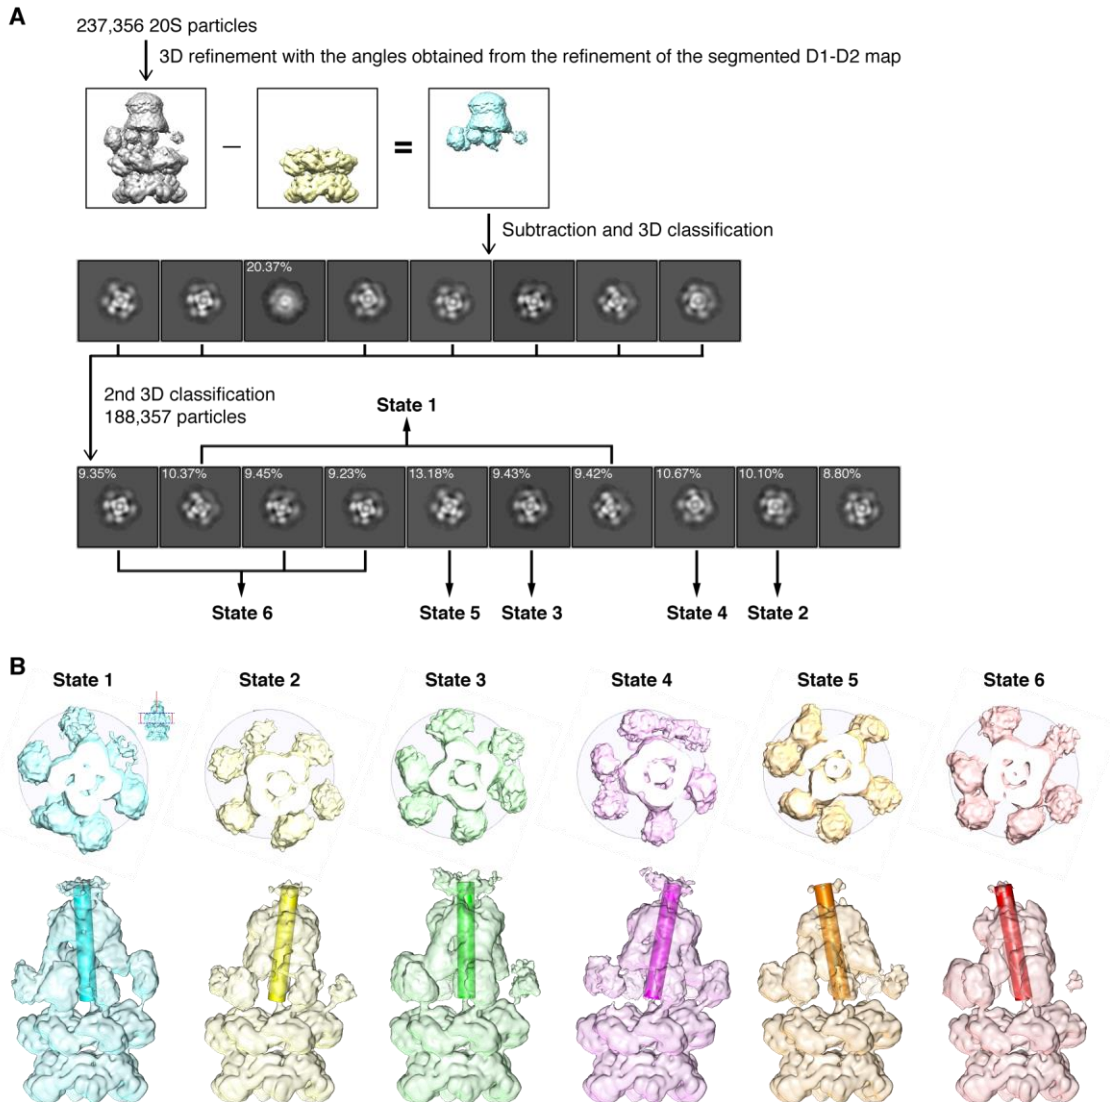 A
237,356 20S particles
3D refinement with the angles obtained from the refinement of the segmented D1-D2 map
− =
Subtraction and 3D classification
20.37%
2nd 3D classification
188,357 particles
State 1
9.35% 10.37% 9.45% 9.23% 13.18% 9.43% 9.42% 10.67% 10.10% 8.80%
State 6 State 5 State 3 State 4 State 2
B
State 1 State 2 State 3 State 4 State 5 State 6